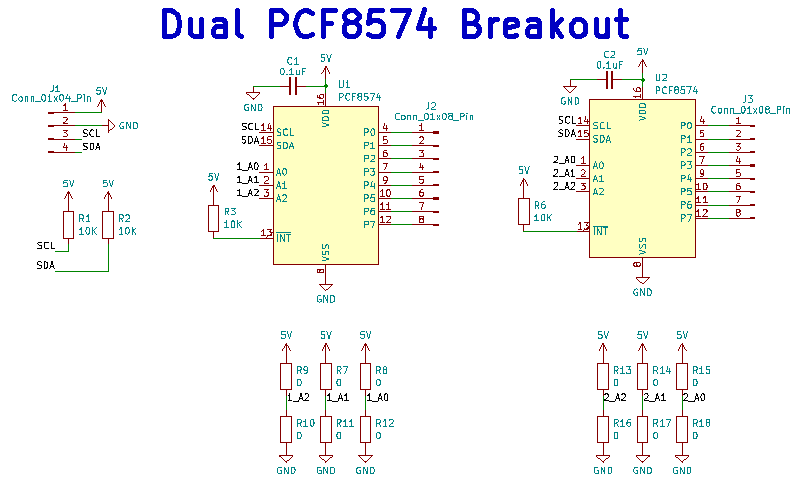 Dual PCF8574 Breakout
J1
Conn_01x04_Pin
5V
1
2
GND
3
SCL
4
SDA
5V
5V
R1
10K
R2
10K
SCL
SDA
C1
0.1uF
5V
GND
U1
PCF8574
16
VDD
SCL
14
SCL
SDA
15
SDA
1_A0
1
A0
1_A1
2
A1
1_A2
3
A2
5V
R3
10K
13
INT
VSS
8
GND
J2
Conn_01x08_Pin
P0
4
1
P1
5
2
P2
6
3
P3
7
4
P4
9
5
P5
10
6
P6
11
7
P7
12
8
C2
0.1uF
5V
GND
U2
PCF8574
16
VDD
SCL
14
SCL
SDA
15
SDA
2_A0
1
A0
2_A1
2
A1
2_A2
3
A2
5V
R6
10K
13
INT
VSS
8
GND
J3
Conn_01x08_Pin
P0
4
1
P1
5
2
P2
6
3
P3
7
4
P4
9
5
P5
10
6
P6
11
7
P7
12
8
5V
5V
5V
R9
0
R7
0
R8
0
1_A2
1_A1
1_A0
R10
0
R11
0
R12
0
GND
GND
GND
5V
5V
5V
R13
0
R14
0
R15
0
2_A2
2_A1
2_A0
R16
0
R17
0
R18
0
GND
GND
GND